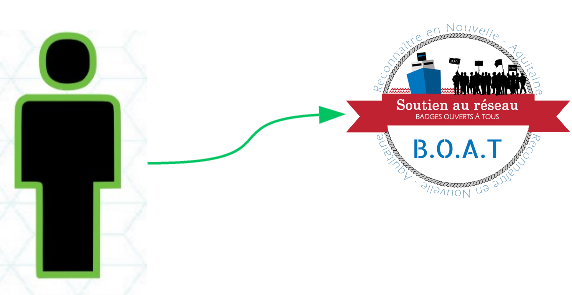 Reconnaître en Nouvelle - Aquitaine
Soutien au réseau
BADGES OUVERTS À TOUS
B.O.A.T
Reconnaître en Nouvelle - Aquitaine